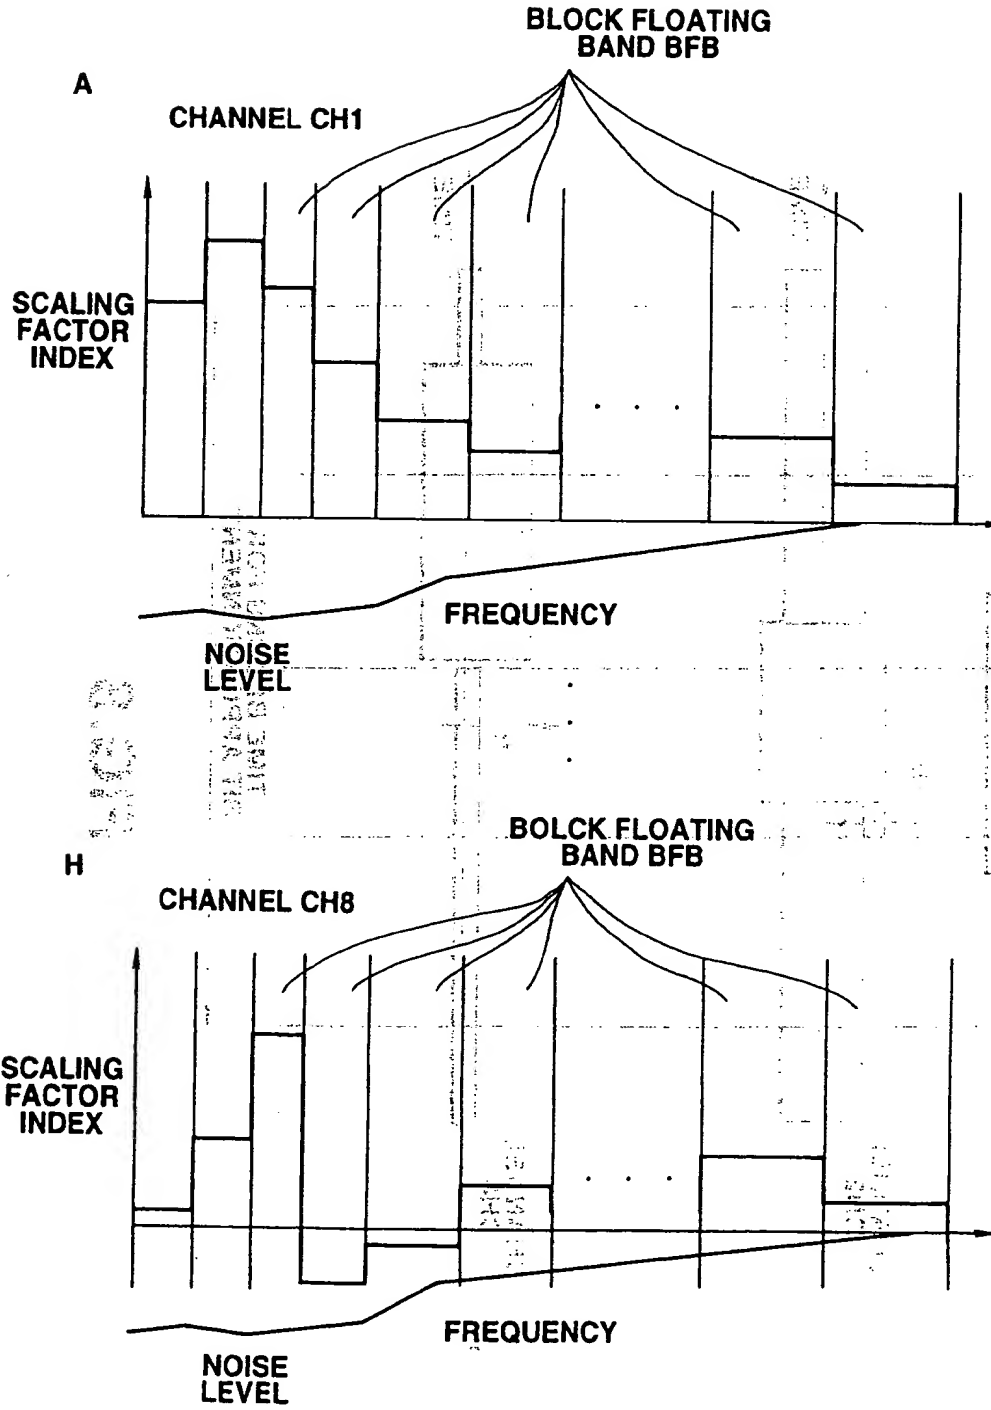 BLOCK FLOATING
BAND BFB
A
CHANNEL CH1
SCALING
FACTOR
INDEX
. . .
FREQUENCY
NOISE
LEVEL
BOLCK FLOATING
BAND BFB
H
CHANNEL CH8
SCALING
FACTOR
INDEX
. . .
FREQUENCY
NOISE
LEVEL